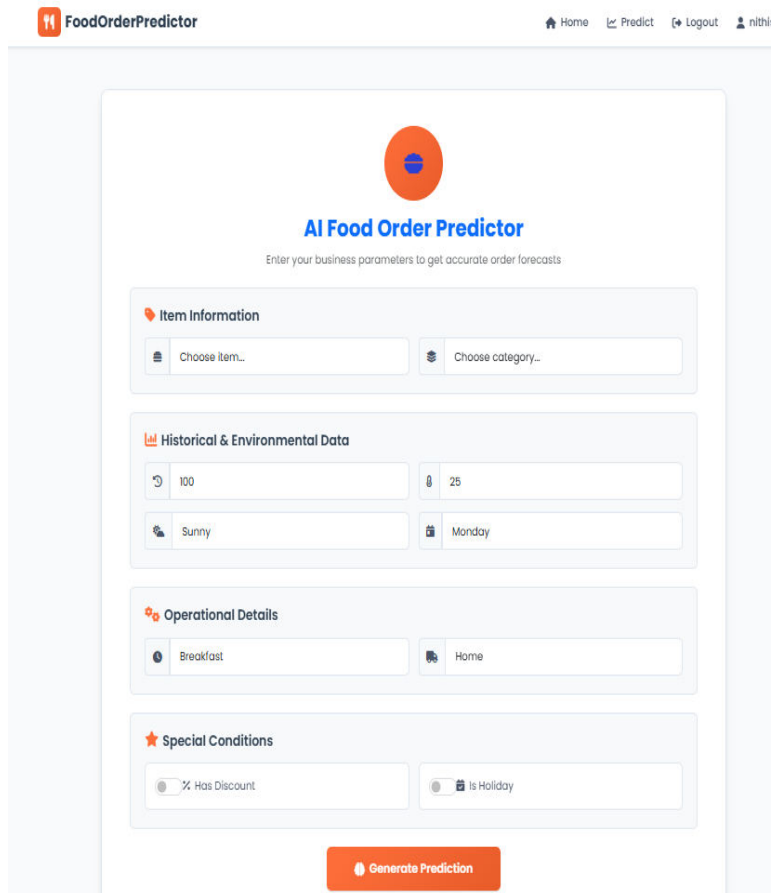 FoodOrderPredictor Home Predict Logout nithis
AI Food Order Predictor
Enter your business parameters to get accurate order forecasts
Item Information
Choose item... Choose category...
Historical & Environmental Data
100 25
Sunny Monday
Operational Details
Breakfast Home
Special Conditions
% Has Discount Is Holiday
Generate Prediction